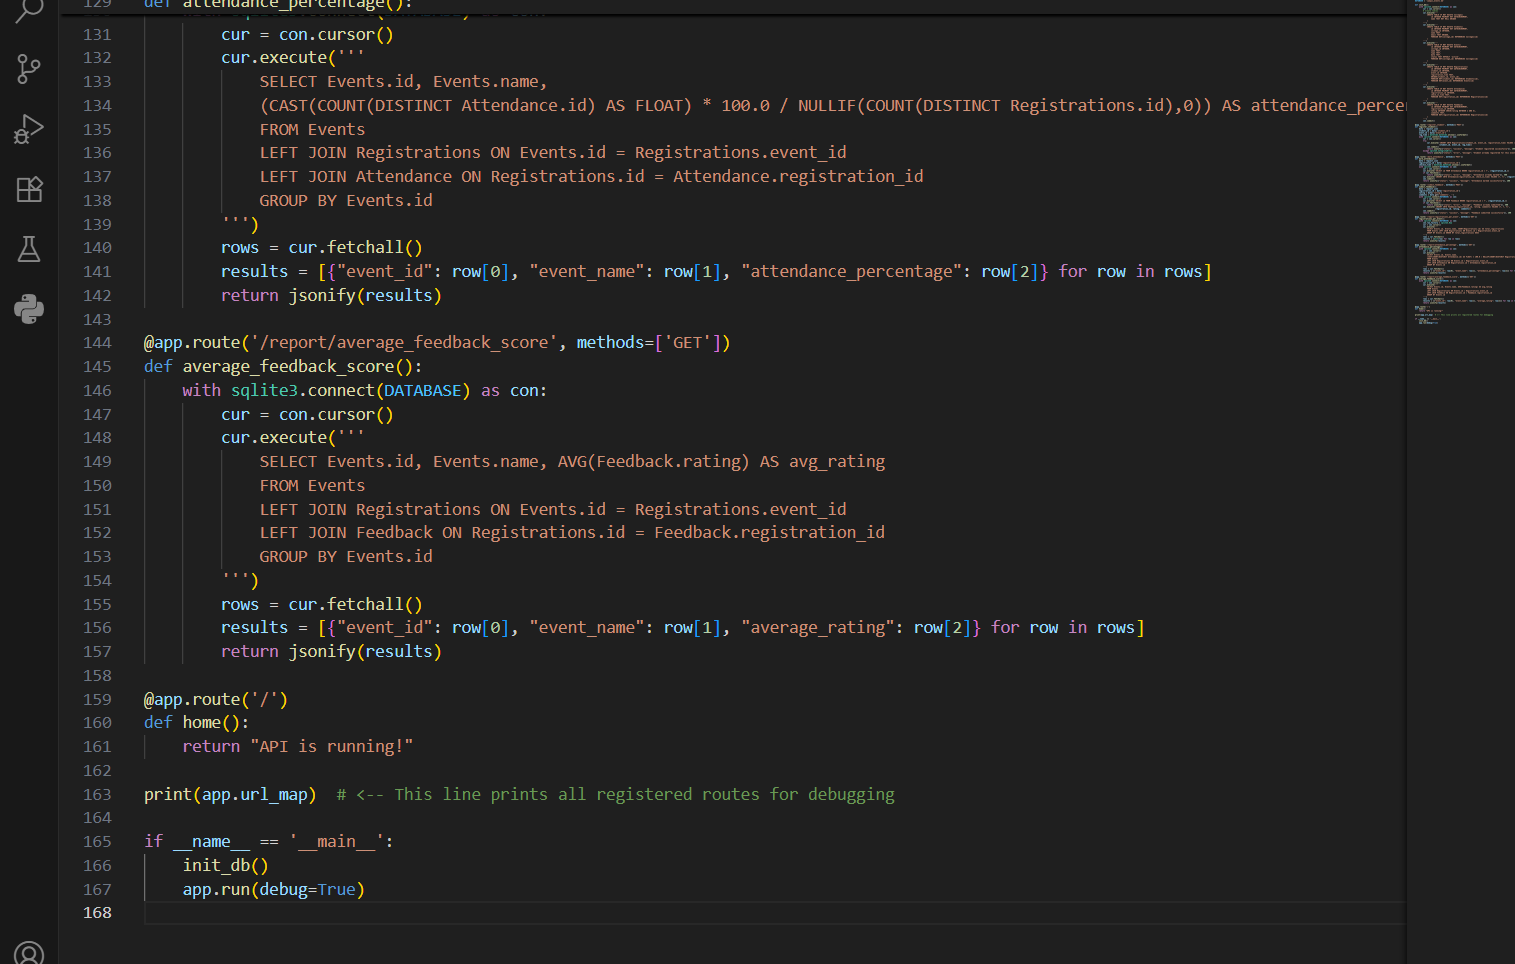 129 def attendance_percentage():
131 cur = con.cursor()
132 cur.execute('''
133 SELECT Events.id, Events.name,
134 (CAST(COUNT(DISTINCT Attendance.id) AS FLOAT) * 100.0 / NULLIF(COUNT(DISTINCT Registrations.id),0)) AS attendance_percen
135 FROM Events
136 LEFT JOIN Registrations ON Events.id = Registrations.event_id
137 LEFT JOIN Attendance ON Registrations.id = Attendance.registration_id
138 GROUP BY Events.id
139 ''')
140 rows = cur.fetchall()
141 results = [{"event_id": row[0], "event_name": row[1], "attendance_percentage": row[2]} for row in rows]
142 return jsonify(results)
143
144 @app.route('/report/average_feedback_score', methods=['GET'])
145 def average_feedback_score():
146 with sqlite3.connect(DATABASE) as con:
147 cur = con.cursor()
148 cur.execute('''
149 SELECT Events.id, Events.name, AVG(Feedback.rating) AS avg_rating
150 FROM Events
151 LEFT JOIN Registrations ON Events.id = Registrations.event_id
152 LEFT JOIN Feedback ON Registrations.id = Feedback.registration_id
153 GROUP BY Events.id
154 ''')
155 rows = cur.fetchall()
156 results = [{"event_id": row[0], "event_name": row[1], "average_rating": row[2]} for row in rows]
157 return jsonify(results)
158
159 @app.route('/')
160 def home():
161 return "API is running!"
162
163 print(app.url_map)  # <-- This line prints all registered routes for debugging
164
165 if __name__ == '__main__':
166 init_db()
167 app.run(debug=True)
168